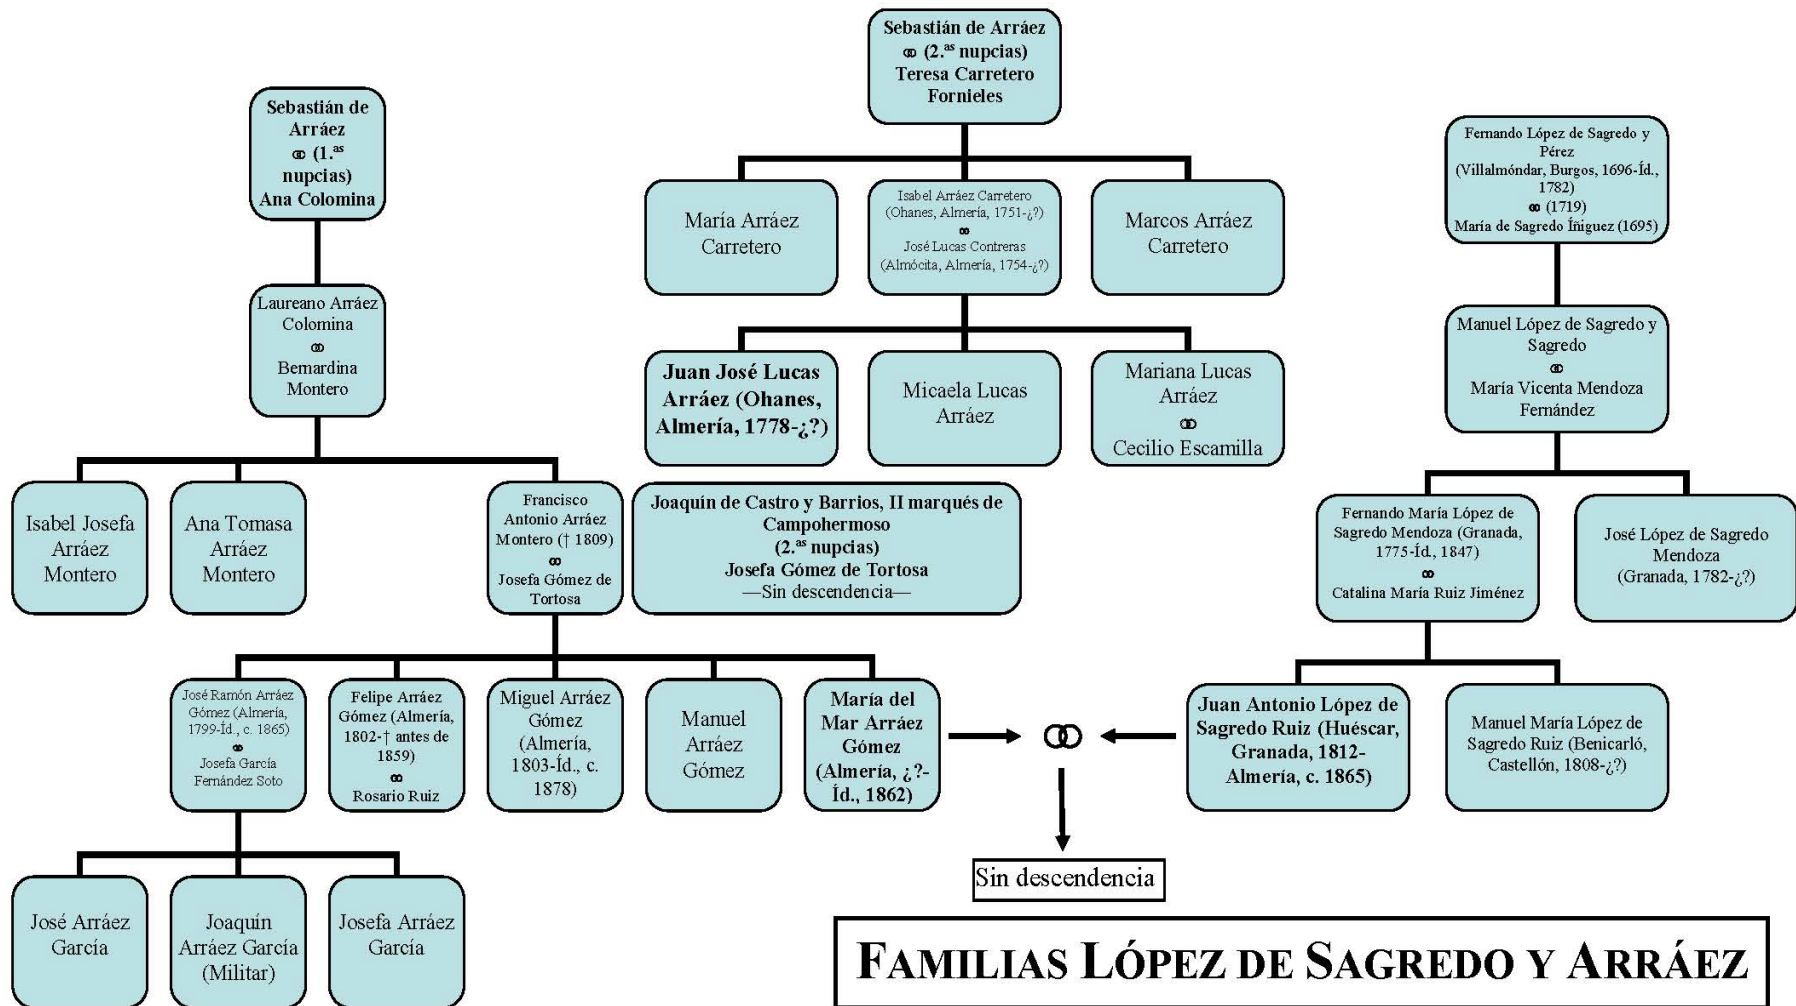 Sebastián de Arráez
⚭ (2.as nupcias)
Teresa Carretero
Fornieles
Sebastián de
Arráez
⚭ (1.as
nupcias)
Ana Colomina
Fernando López de Sagredo y
Pérez
(Villalmóndar, Burgos, 1696-Íd.,
1782)
⚭ (1719)
María de Sagredo Íñiguez (1695)
María Arráez
Carretero
Isabel Arráez Carretero
(Ohanes, Almería, 1751-¿?)
⚭
José Lucas Contreras
(Almócita, Almería, 1754-¿?)
Marcos Arráez
Carretero
Laureano Arráez
Colomina
⚭
Bernardina
Montero
Manuel López de Sagredo y
Sagredo
⚭
María Vicenta Mendoza
Fernández
Juan José Lucas
Arráez (Ohanes,
Almería, 1778-¿?)
Micaela Lucas
Arráez
Mariana Lucas
Arráez
⚭
Cecilio Escamilla
Isabel Josefa
Arráez
Montero
Ana Tomasa
Arráez
Montero
Francisco
Antonio Arráez
Montero († 1809)
⚭
Josefa Gómez de
Tortosa
Joaquín de Castro y Barrios, II marqués de
Campohermoso
(2.as nupcias)
Josefa Gómez de Tortosa
—Sin descendencia—
Fernando María López de
Sagredo Mendoza (Granada,
1775-Íd., 1847)
⚭
Catalina María Ruiz Jiménez
José López de Sagredo
Mendoza
(Granada, 1782-¿?)
José Ramón Arráez
Gómez (Almería,
1799-Íd., c. 1865)
⚭
Josefa García
Fernández Soto
Felipe Arráez
Gómez (Almería,
1802-† antes de
1859)
⚭
Rosario Ruiz
Miguel Arráez
Gómez
(Almería,
1803-Íd., c.
1878)
Manuel
Arráez
Gómez
María del
Mar Arráez
Gómez
(Almería, ¿?-
Íd., 1862)
⚭
Juan Antonio López de
Sagredo Ruiz (Huéscar,
Granada, 1812-
Almería, c. 1865)
Manuel María López de
Sagredo Ruiz (Benicarló,
Castellón, 1808-¿?)
Sin descendencia
José Arráez
García
Joaquín
Arráez García
(Militar)
Josefa Arráez
García
FAMILIAS LÓPEZ DE SAGREDO Y ARRÁEZ